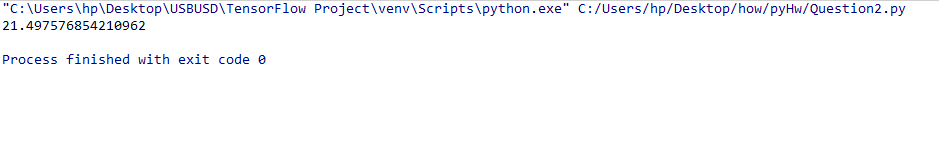 "C:\Users\hp\Desktop\USBUSD\TensorFlow Project\venv\Scripts\python.exe" C:/Users/hp/Desktop/how/pyHw/Question2.py
21.497576854210962
Process finished with exit code 0